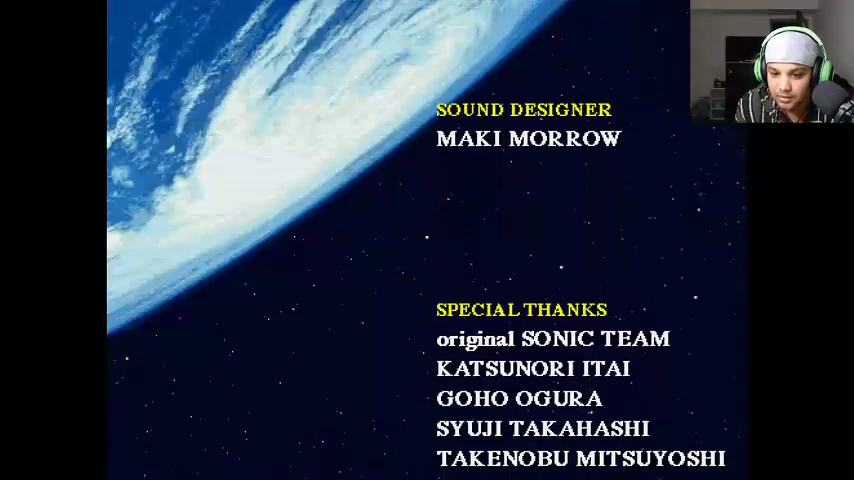 SOUND DESIGNER
MAKI MORROW
SPECIAL THANKS
original SONIC TEAM
KATSUNORI ITAI
GOHO OGURA
SYUJI TAKAHASHI
TAKENOBU MITSUYOSHI